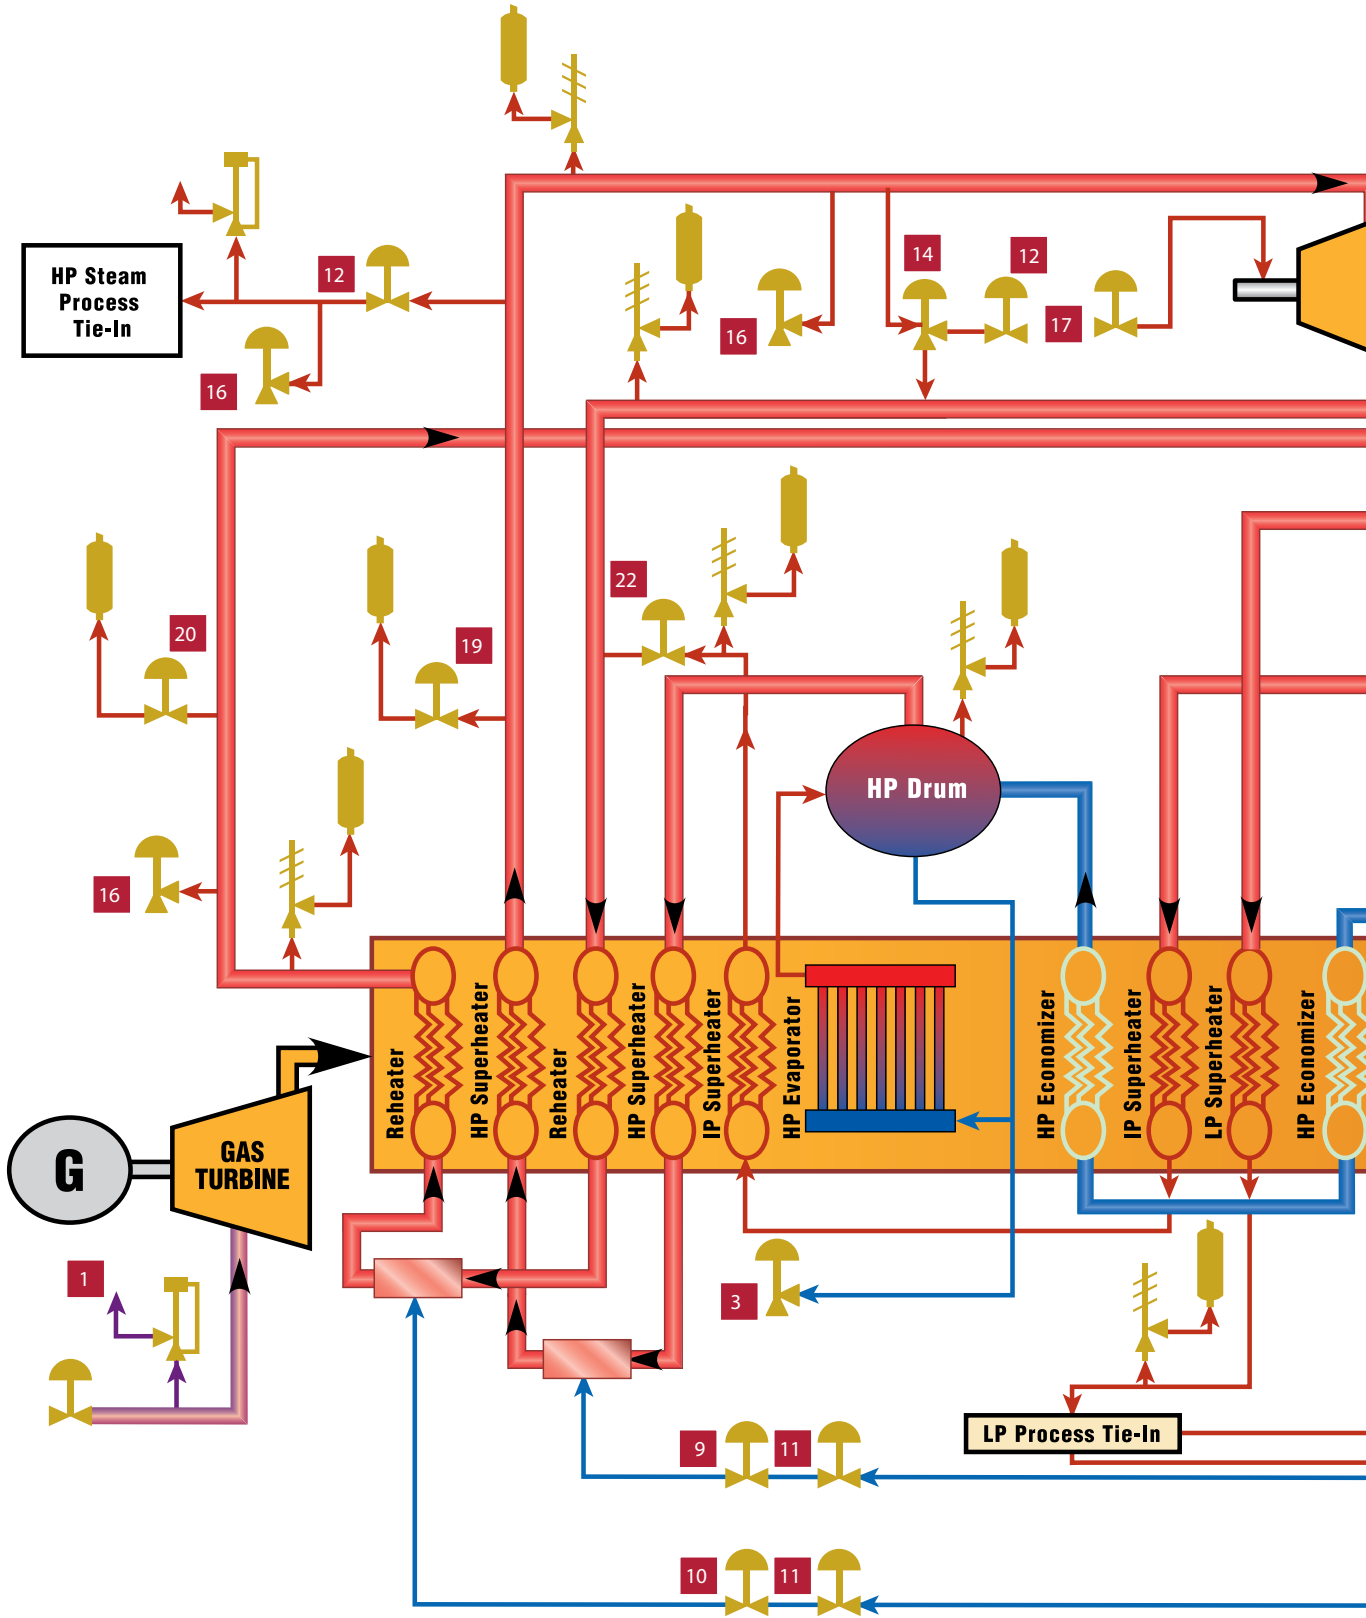 HP Steam
Process
Tie-In
12
16
14
12
16
17
22
20
19
16
HP Drum
Reheater
HP Superheater
Reheater
HP Superheater
IP Superheater
HP Evaporator
HP Economizer
IP Superheater
LP Superheater
HP Economizer
G
GAS
TURBINE
1
3
LP Process Tie-In
9
11
10
11